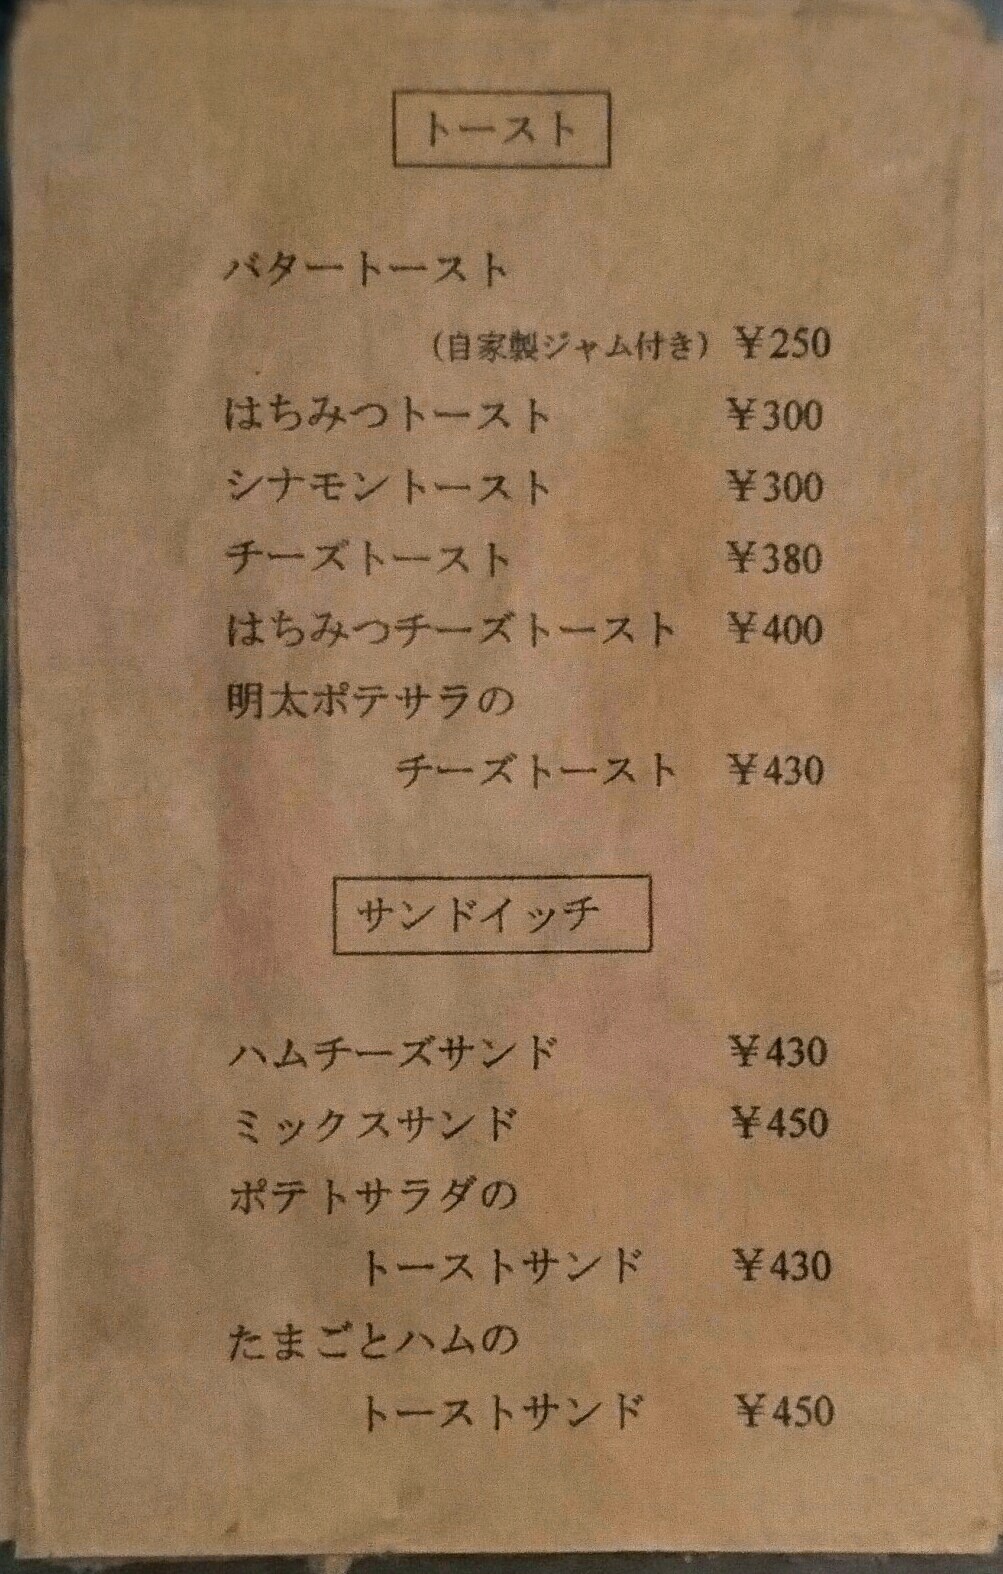 トースト
バタートースト
(自家製ジャム付き) ¥250
はちみつトースト ¥300
シナモントースト ¥300
チーズトースト ¥380
はちみつチーズトースト ¥400
明太ポテサラの
チーズトースト ¥430
サンドイッチ
ハムチーズサンド ¥430
ミックスサンド ¥450
ポテトサラダの
トーストサンド ¥430
たまごとハムの
トーストサンド ¥450